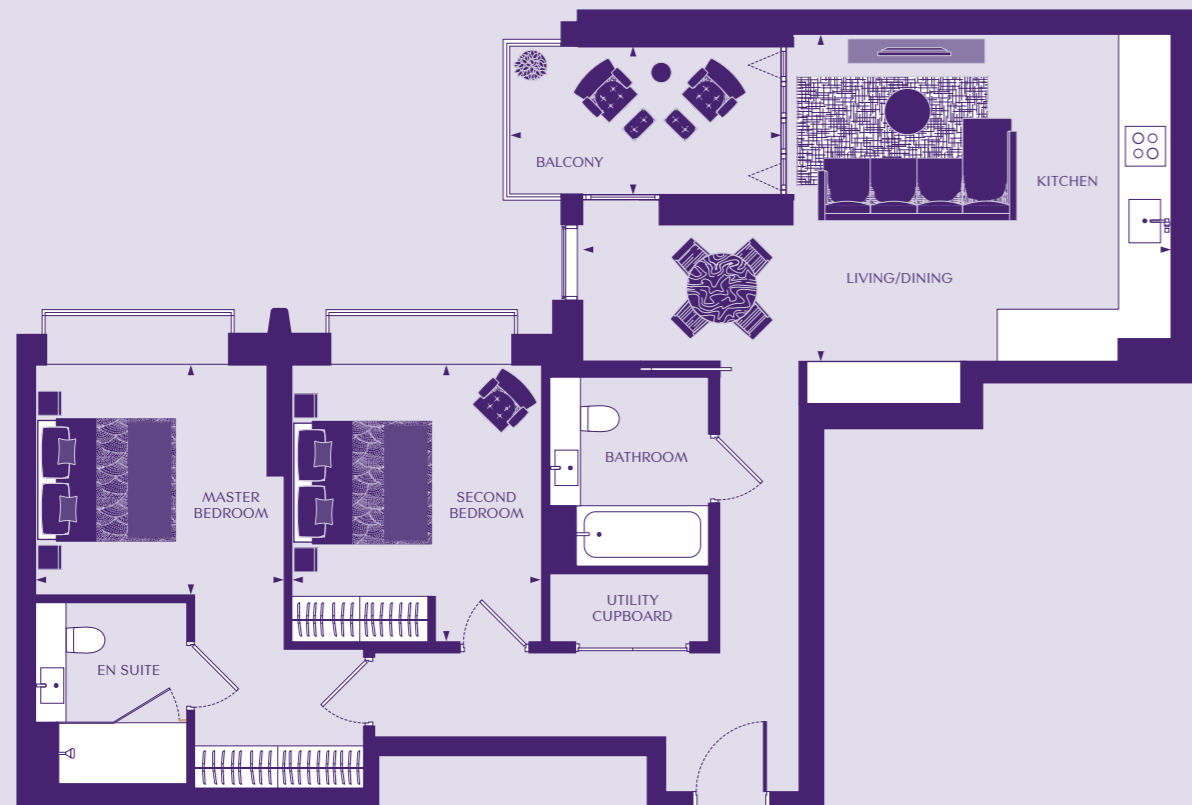 BALCONY
KITCHEN
LIVING/DINING
BATHROOM
MASTER
BEDROOM
SECOND
BEDROOM
UTILITY
CUPBOARD
EN SUITE